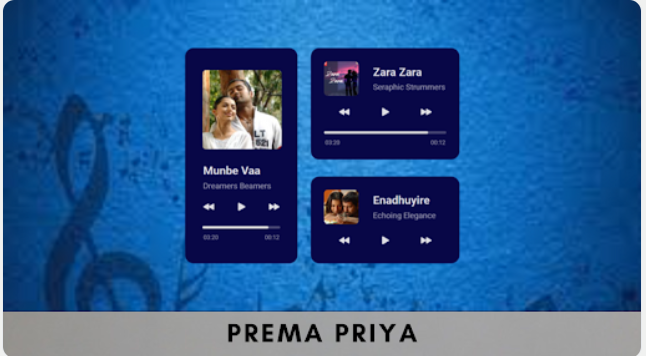 LT
621
Munbe Vaa
Dreamers Beamers
03:20 00:12
Zara Zara
Seraphic Strummers
03:20 00:12
Enadhuyire
Echoing Elegance
PREMA PRIYA